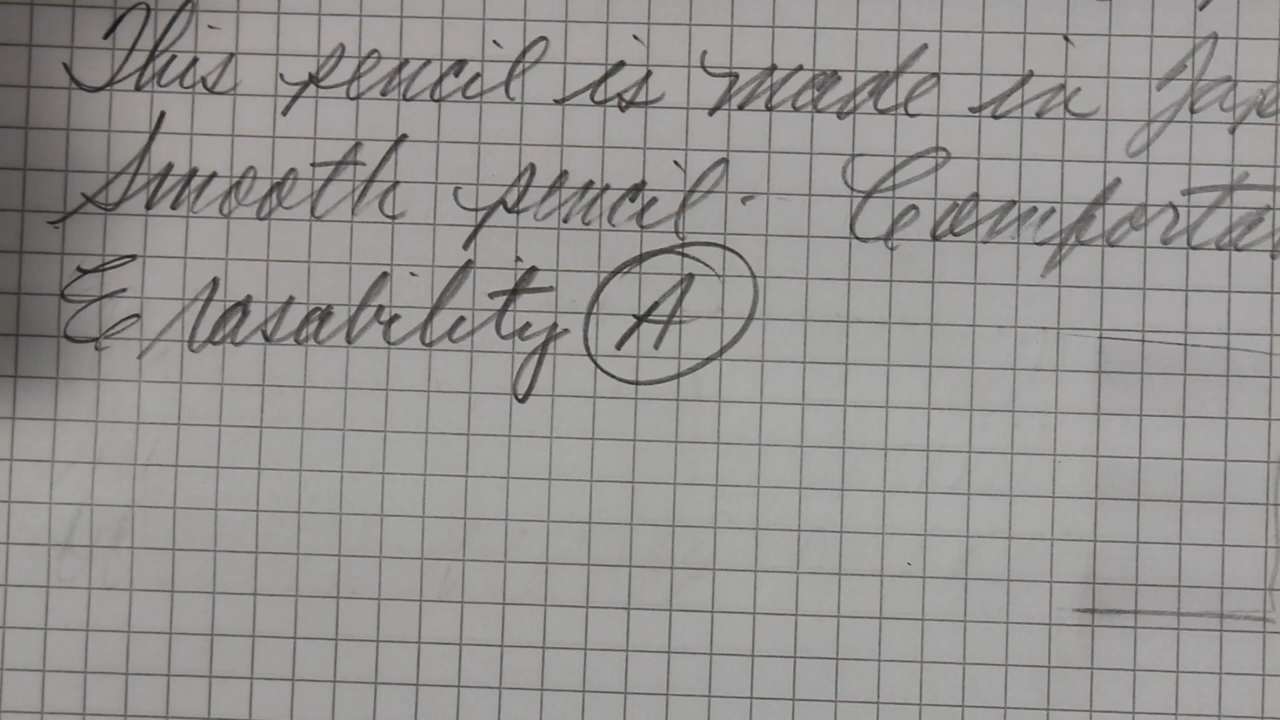 This pencil is made in Jap
Smooth pencil. Comforta
Erasability A